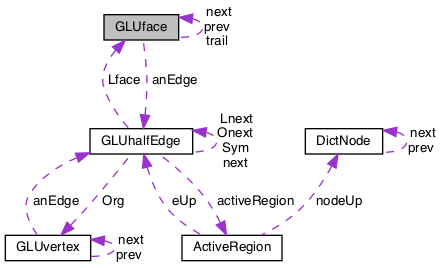 GLUface
next
prev
trail
Lface
anEdge
GLUhalfEdge
Lnext
Onext
Sym
next
DictNode
next
prev
anEdge
Org
eUp
activeRegion
nodeUp
GLUvertex
next
prev
ActiveRegion